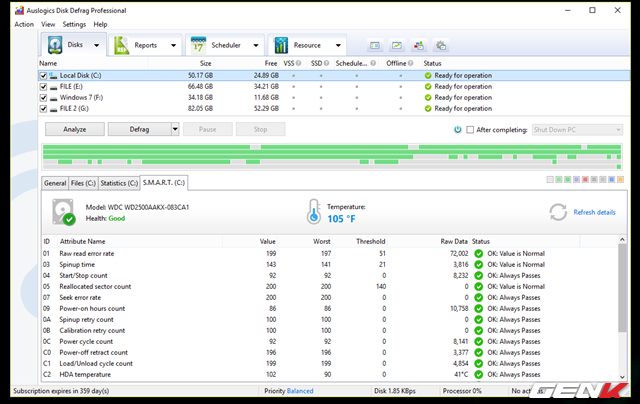 Auslogics Disk Defrag Professional
Action View Settings Help
Disks Reports Scheduler Resource
Name Size Free VSS SSD Schedule... Offline Status
Local Disk (C:) 50.17 GB 24.89 GB Ready for operation
FILE (E:) 66.48 GB 34.21 GB Ready for operation
Windows 7 (F:) 34.18 GB 11.68 GB Ready for operation
FILE 2 (G:) 82.05 GB 52.29 GB Ready for operation
Analyze Defrag Pause Stop After completing: Shut Down PC
General Files (C:) Statistics (C:) S.M.A.R.T. (C:)
Model: WDC WD2500AAKX-083CA1
Health: Good
Temperature:
105 °F
Refresh details
ID Attribute Name Value Worst Threshold Raw Data Status
01 Raw read error rate 199 197 51 72,002 OK: Value is Normal
03 Spinup time 143 141 21 3,816 OK: Value is Normal
04 Start/Stop count 92 92 0 8,232 OK: Always Passes
05 Reallocated sector count 200 200 140 0 OK: Value is Normal
07 Seek error rate 200 200 0 0 OK: Always Passes
09 Power-on hours count 86 86 0 10,758 OK: Always Passes
0A Spinup retry count 100 100 0 0 OK: Always Passes
0B Calibration retry count 100 100 0 0 OK: Always Passes
0C Power cycle count 92 92 0 8,141 OK: Always Passes
C0 Power-off retract count 196 196 0 3,377 OK: Always Passes
C1 Load/Unload cycle count 199 199 0 4,854 OK: Always Passes
C2 HDA temperature 102 90 0 41°C OK: Always Passes
Subscription expires in 359 day(s) Priority Balanced Disk 1.85 KBps Processor 0% No
GENK